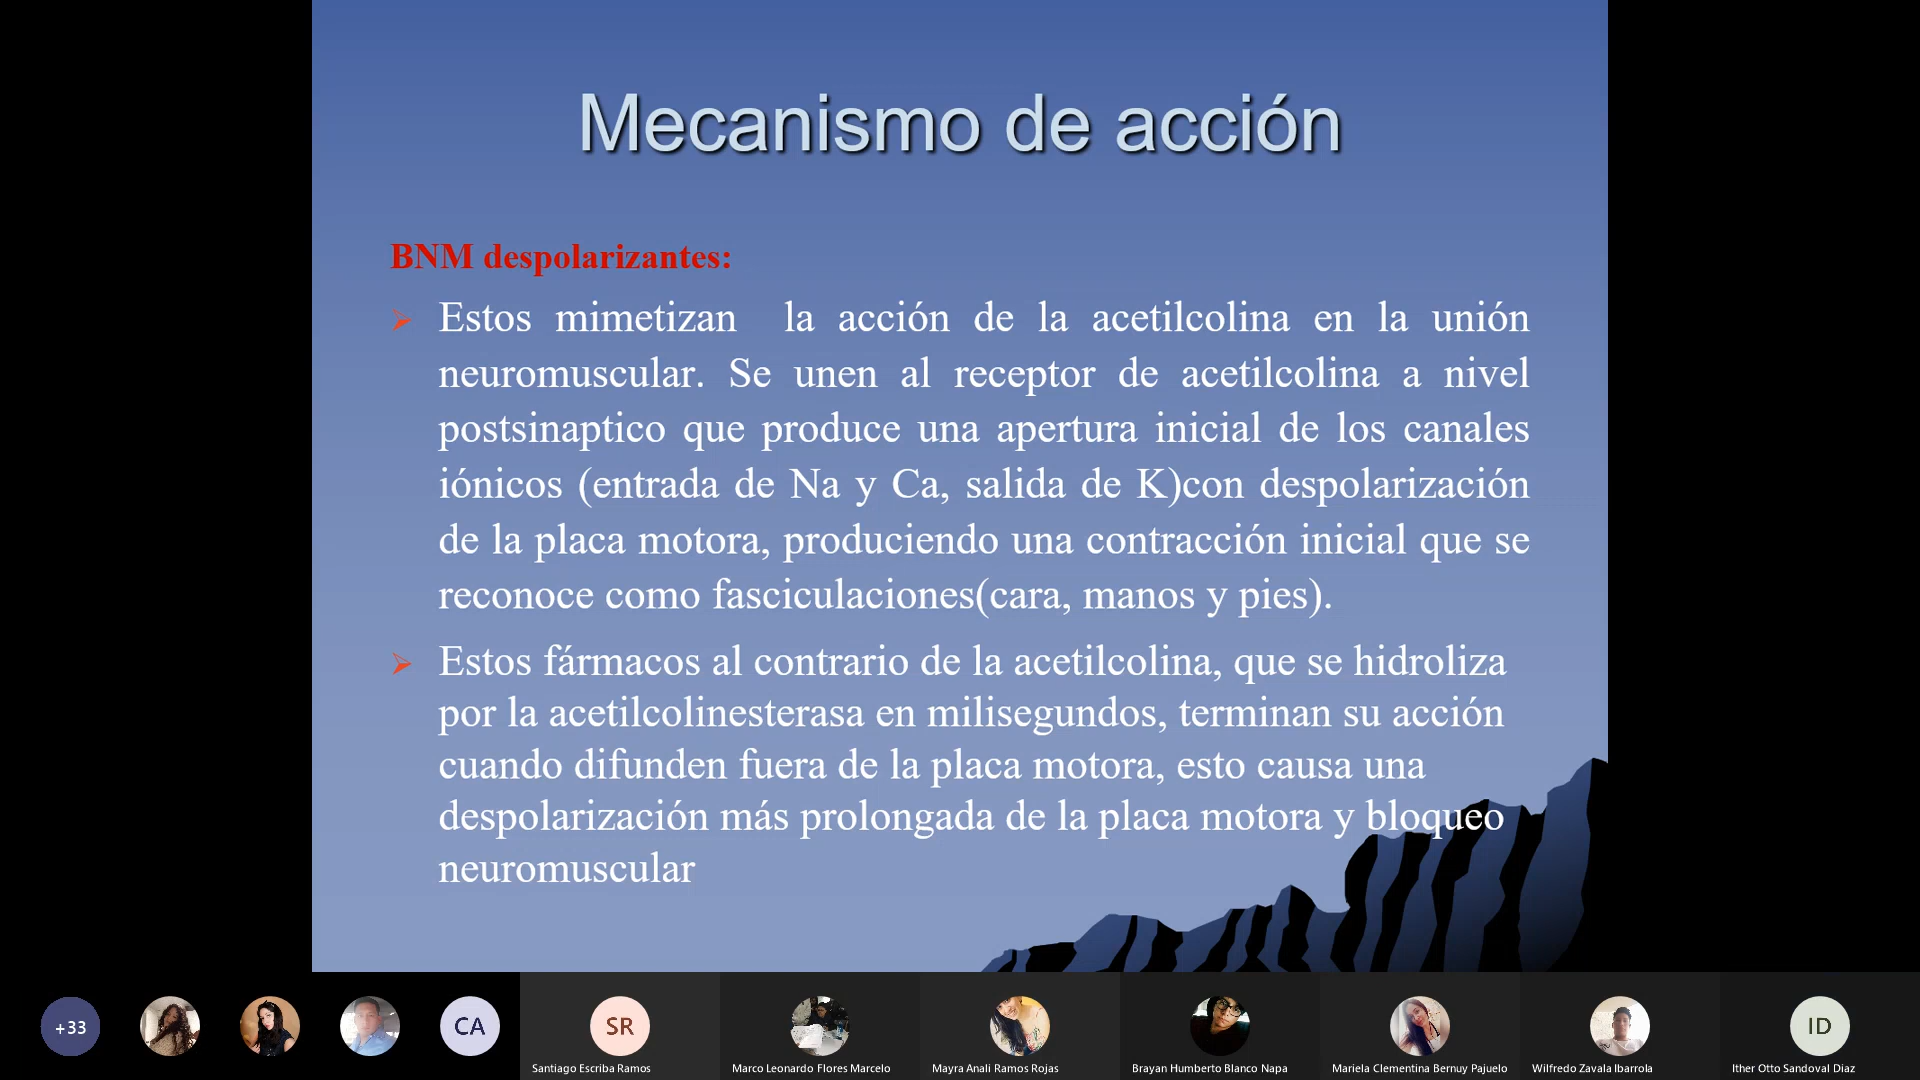 Mecanismo de acción
BNM despolarizantes:
Estos mimetizan la acción de la acetilcolina en la unión
neuromuscular. Se unen al receptor de acetilcolina a nivel
postsinaptico que produce una apertura inicial de los canales
iónicos (entrada de Na y Ca, salida de K)con despolarización
de la placa motora, produciendo una contracción inicial que se
reconoce como fasciculaciones(cara, manos y pies).
Estos fármacos al contrario de la acetilcolina, que se hidroliza
por la acetilcolinesterasa en milisegundos, terminan su acción
cuando difunden fuera de la placa motora, esto causa una
despolarización más prolongada de la placa motora y bloqueo
neuromuscular
+33
CA
SR
ID
Santiago Escriba Ramos
Marco Leonardo Flores Marcelo
Mayra Anali Ramos Rojas
Brayan Humberto Blanco Napa
Mariela Clementina Bernuy Pajuelo
Wilfredo Zavala Ibarrola
Ither Otto Sandoval Diaz